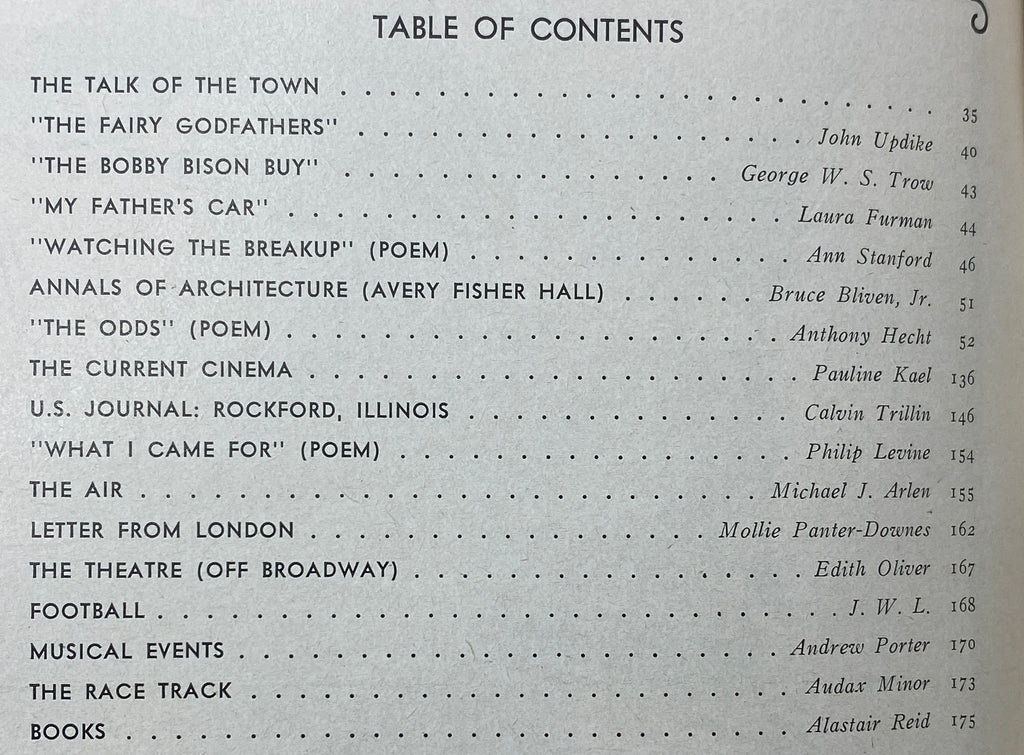 TABLE OF CONTENTS
THE TALK OF THE TOWN . . . . . . . . . . . . . . . . . . . . . . . . 35
"THE FAIRY GODFATHERS" . . . . . . . . . . . . . . . . . . . John Updike 40
"THE BOBBY BISON BUY" . . . . . . . . . . . . . . . . George W. S. Trow 43
"MY FATHER'S CAR" . . . . . . . . . . . . . . . . . . . . . Laura Furman 44
"WATCHING THE BREAKUP" (POEM) . . . . . . . . . . . . . . Ann Stanford 46
ANNALS OF ARCHITECTURE (AVERY FISHER HALL) . . . . . . Bruce Bliven, Jr. 51
"THE ODDS" (POEM) . . . . . . . . . . . . . . . . . . . . . Anthony Hecht 52
THE CURRENT CINEMA . . . . . . . . . . . . . . . . . . . . Pauline Kael 136
U.S. JOURNAL: ROCKFORD, ILLINOIS . . . . . . . . . . . . . Calvin Trillin 146
"WHAT I CAME FOR" (POEM) . . . . . . . . . . . . . . . . Philip Levine 154
THE AIR . . . . . . . . . . . . . . . . . . . . . . . . . Michael J. Arlen 155
LETTER FROM LONDON . . . . . . . . . . . . . . . . Mollie Panter-Downes 162
THE THEATRE (OFF BROADWAY) . . . . . . . . . . . . . . . . Edith Oliver 167
FOOTBALL . . . . . . . . . . . . . . . . . . . . . . . . . . . . J. W. L. 168
MUSICAL EVENTS . . . . . . . . . . . . . . . . . . . . . . Andrew Porter 170
THE RACE TRACK . . . . . . . . . . . . . . . . . . . . . . Audax Minor 173
BOOKS . . . . . . . . . . . . . . . . . . . . . . . . . . . Alastair Reid 175